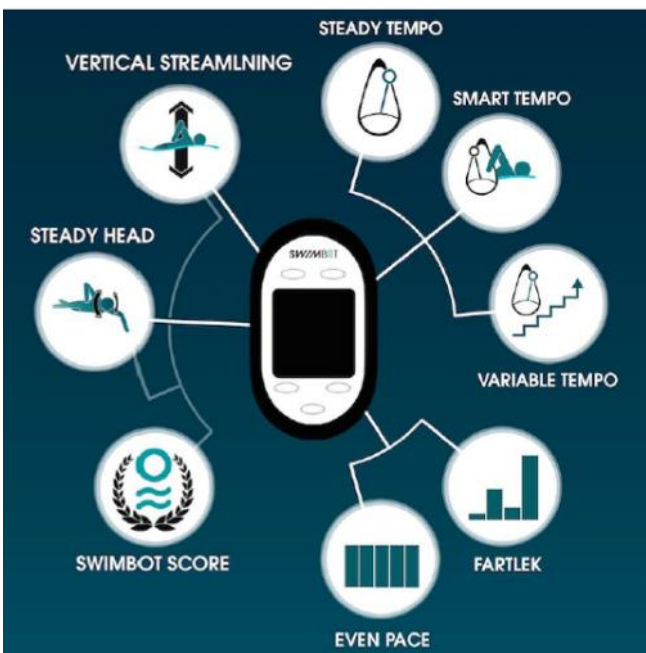 STEADY TEMPO
VERTICAL STREAMLNING
SMART TEMPO
STEADY HEAD
SWIMBOT
VARIABLE TEMPO
SWIMBOT SCORE
FARTLEK
EVEN PACE